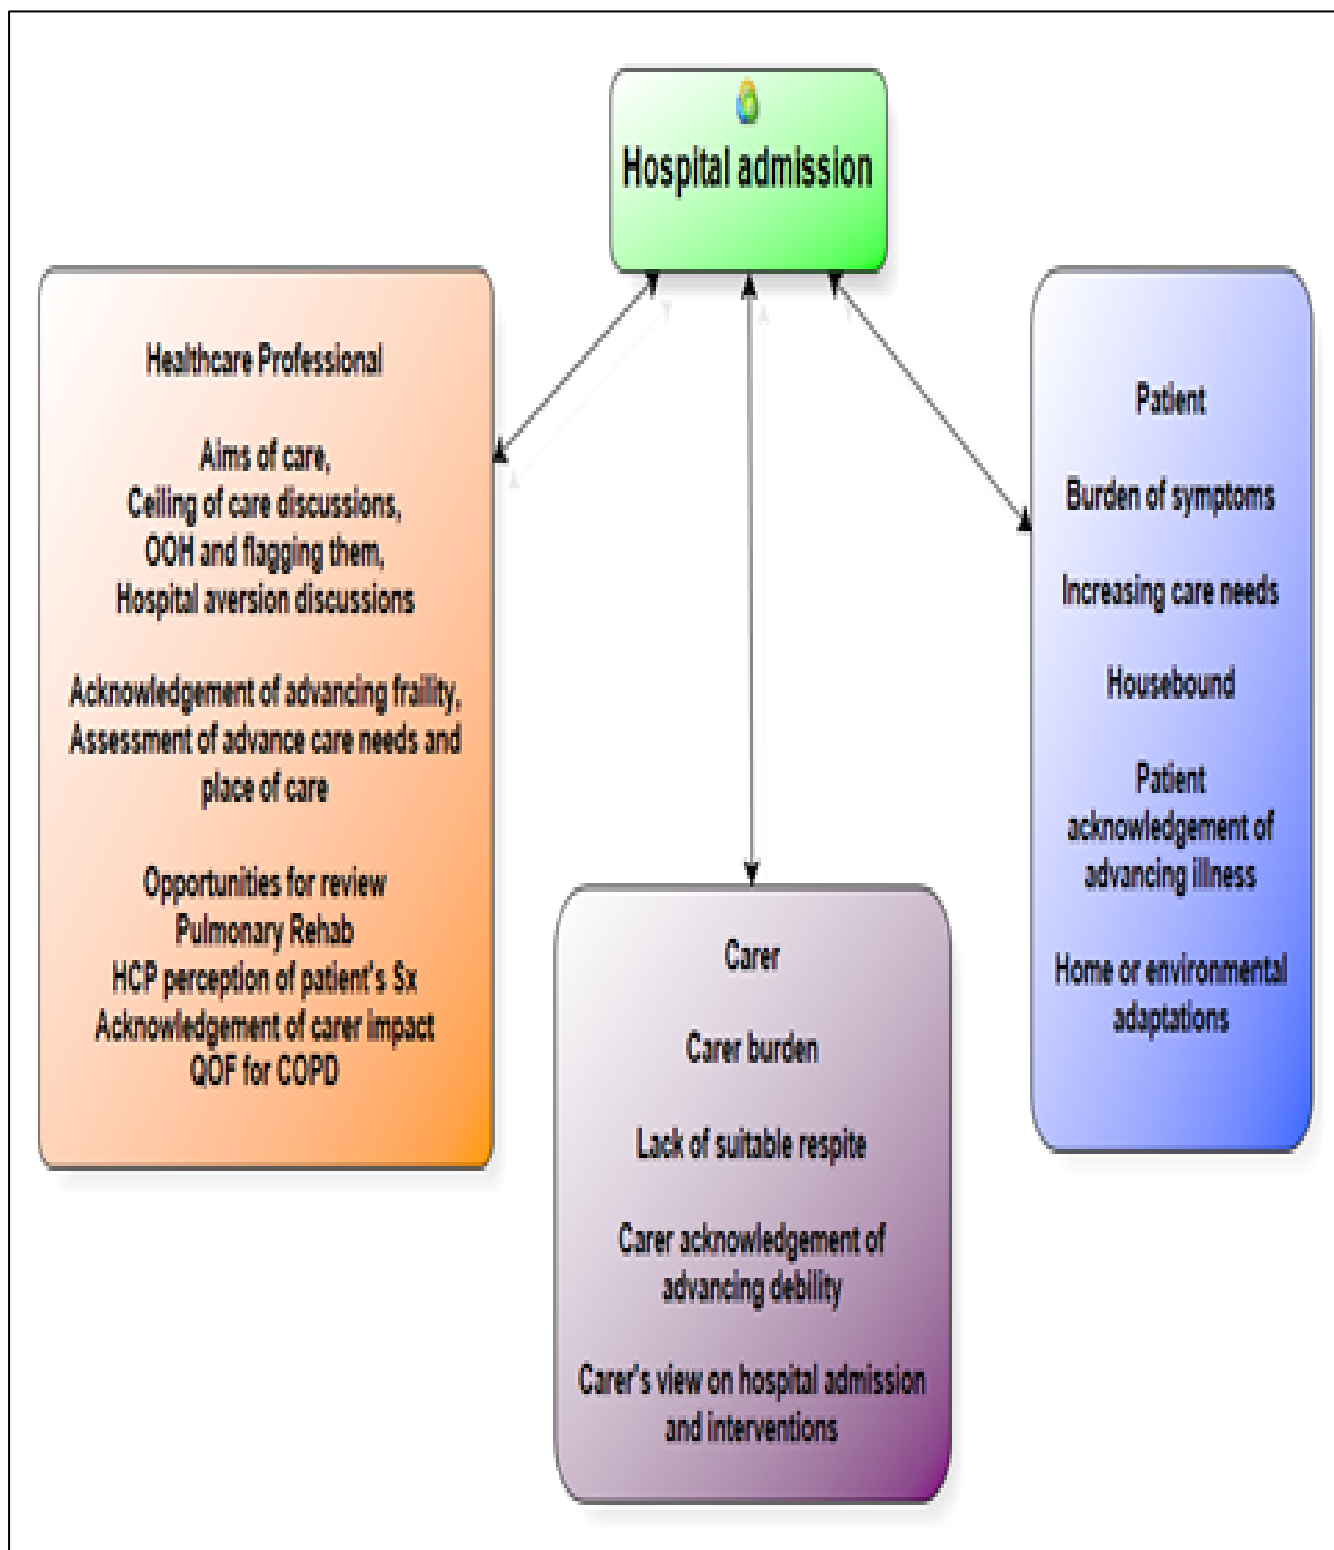 Hospital admission
Healthcare Professional
Aims of care,
Ceiling of care discussions,
OOH and flagging them,
Hospital aversion discussions
Acknowledgement of advancing fraility,
Assessment of advance care needs and
place of care
Opportunities for review
Pulmonary Rehab
HCP perception of patient's Sx
Acknowledgement of carer impact
QOF for COPD
Carer
Carer burden
Lack of suitable respite
Carer acknowledgement of
advancing debility
Carer's view on hospital admission
and interventions
Patient
Burden of symptoms
Increasing care needs
Housebound
Patient
acknowledgement of
advancing illness
Home or environmental
adaptations